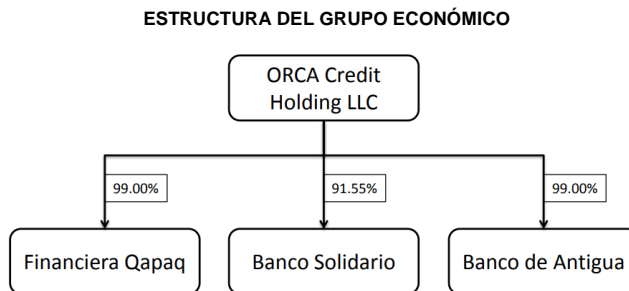 ESTRUCTURA DEL GRUPO ECONÓMICO
ORCA Credit
Holding LLC
99.00%
91.55%
99.00%
Financiera Qapaq
Banco Solidario
Banco de Antigua